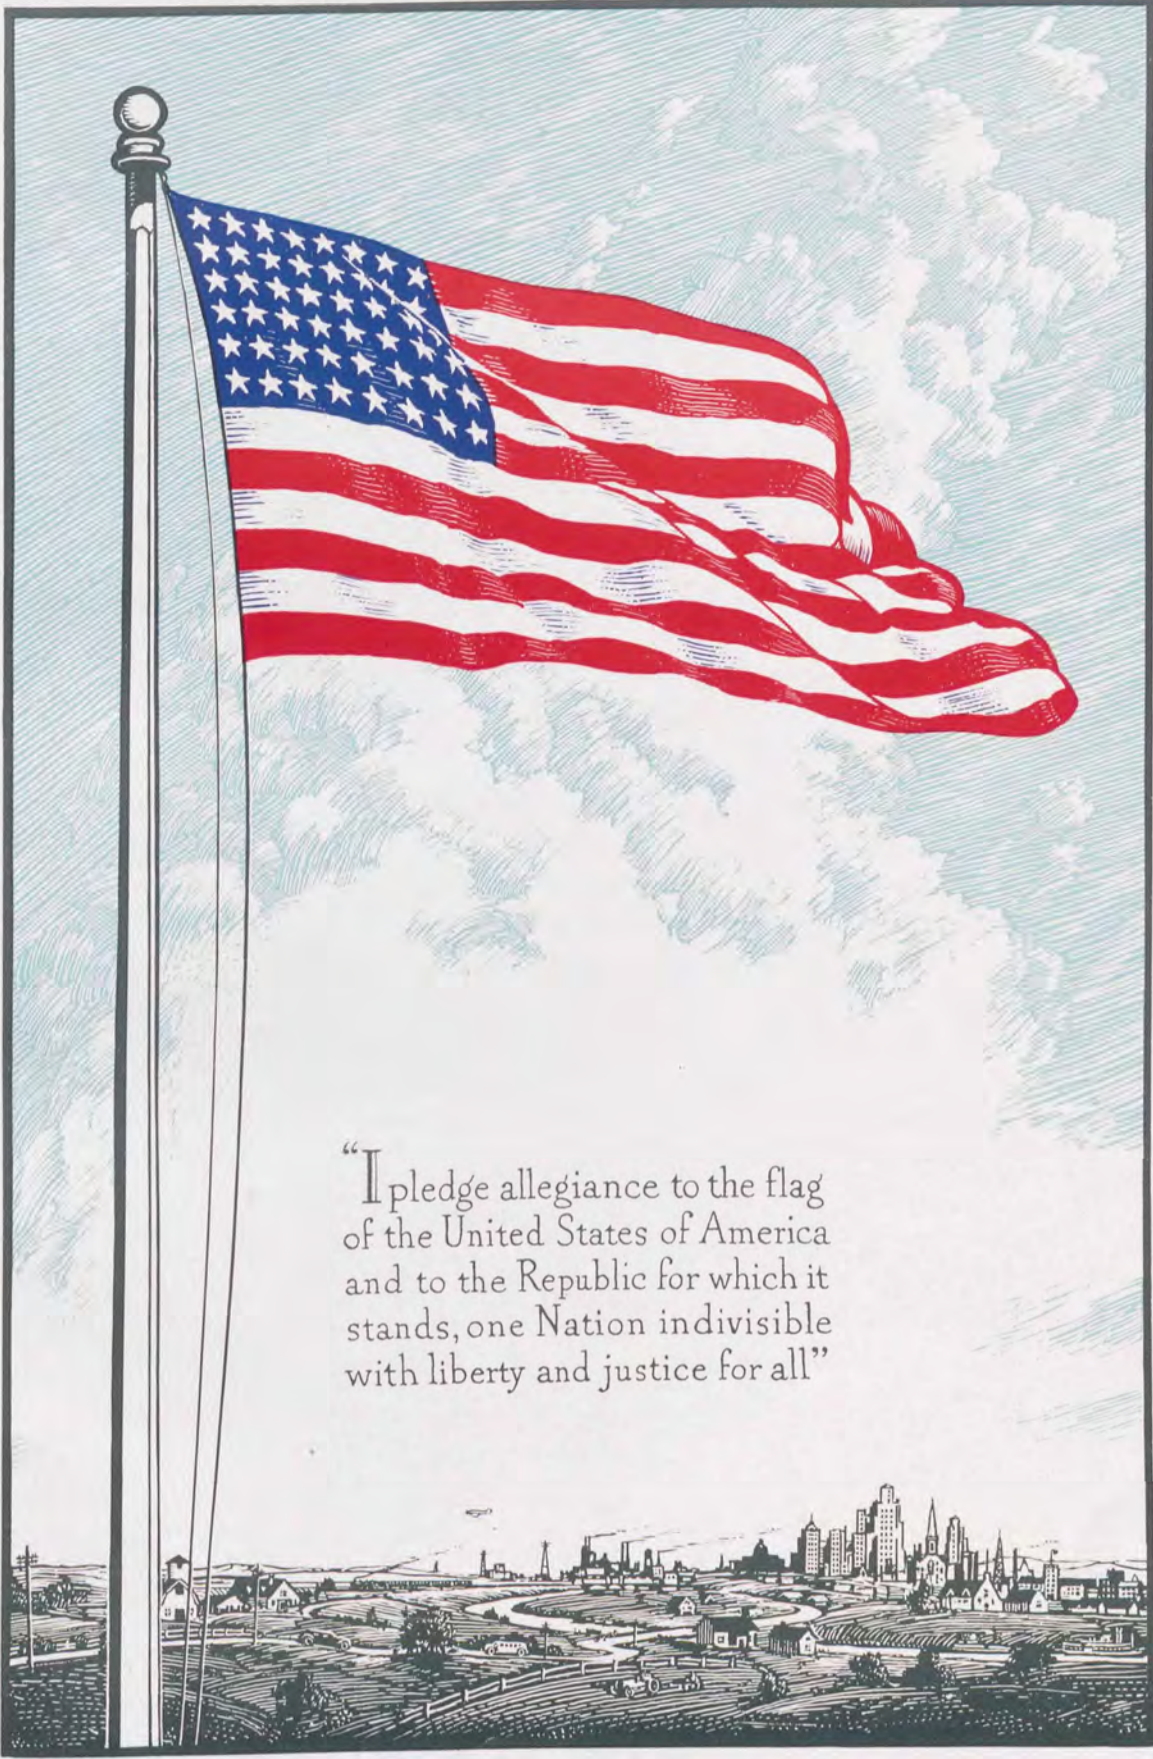 “I pledge allegiance to the flag
of the United States of America
and to the Republic for which it
stands, one Nation indivisible
with liberty and justice for all”